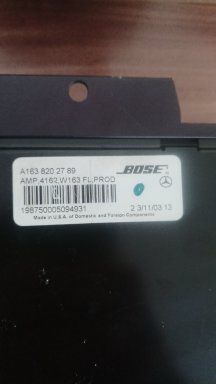 A163 820 27 89
BOSE
AMP,4162,W163 FL,PROD
198750005094931
2 3/11/03 13
Made in U.S.A. of Domestic and Foreign Components